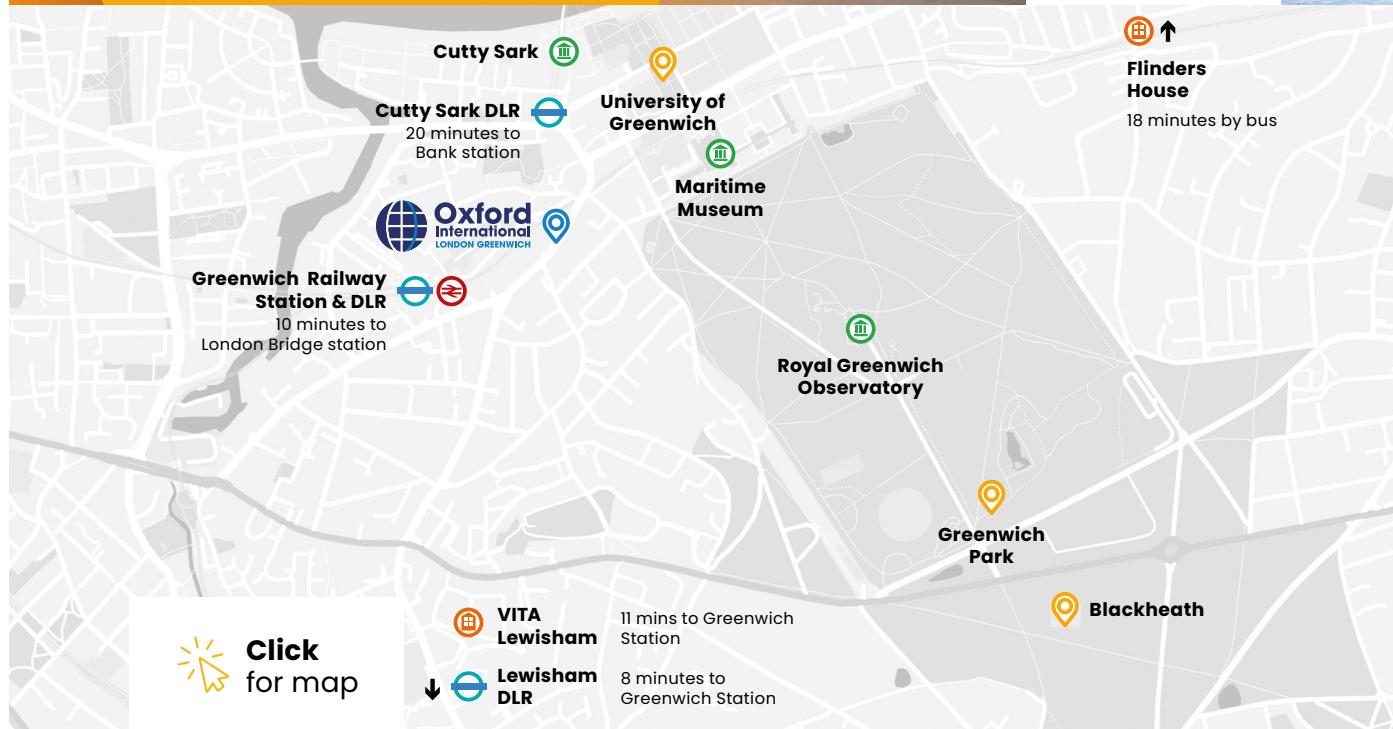 Cutty Sark
Cutty Sark DLR
20 minutes to
Bank station
University of
Greenwich
Maritime
Museum
Flinders
House
18 minutes by bus
Oxford
International
LONDON GREENWICH
Greenwich Railway
Station & DLR
10 minutes to
London Bridge station
Royal Greenwich
Observatory
Greenwich
Park
Blackheath
Click
for map
VITA
Lewisham
11 mins to Greenwich
Station
Lewisham
DLR
8 minutes to
Greenwich Station